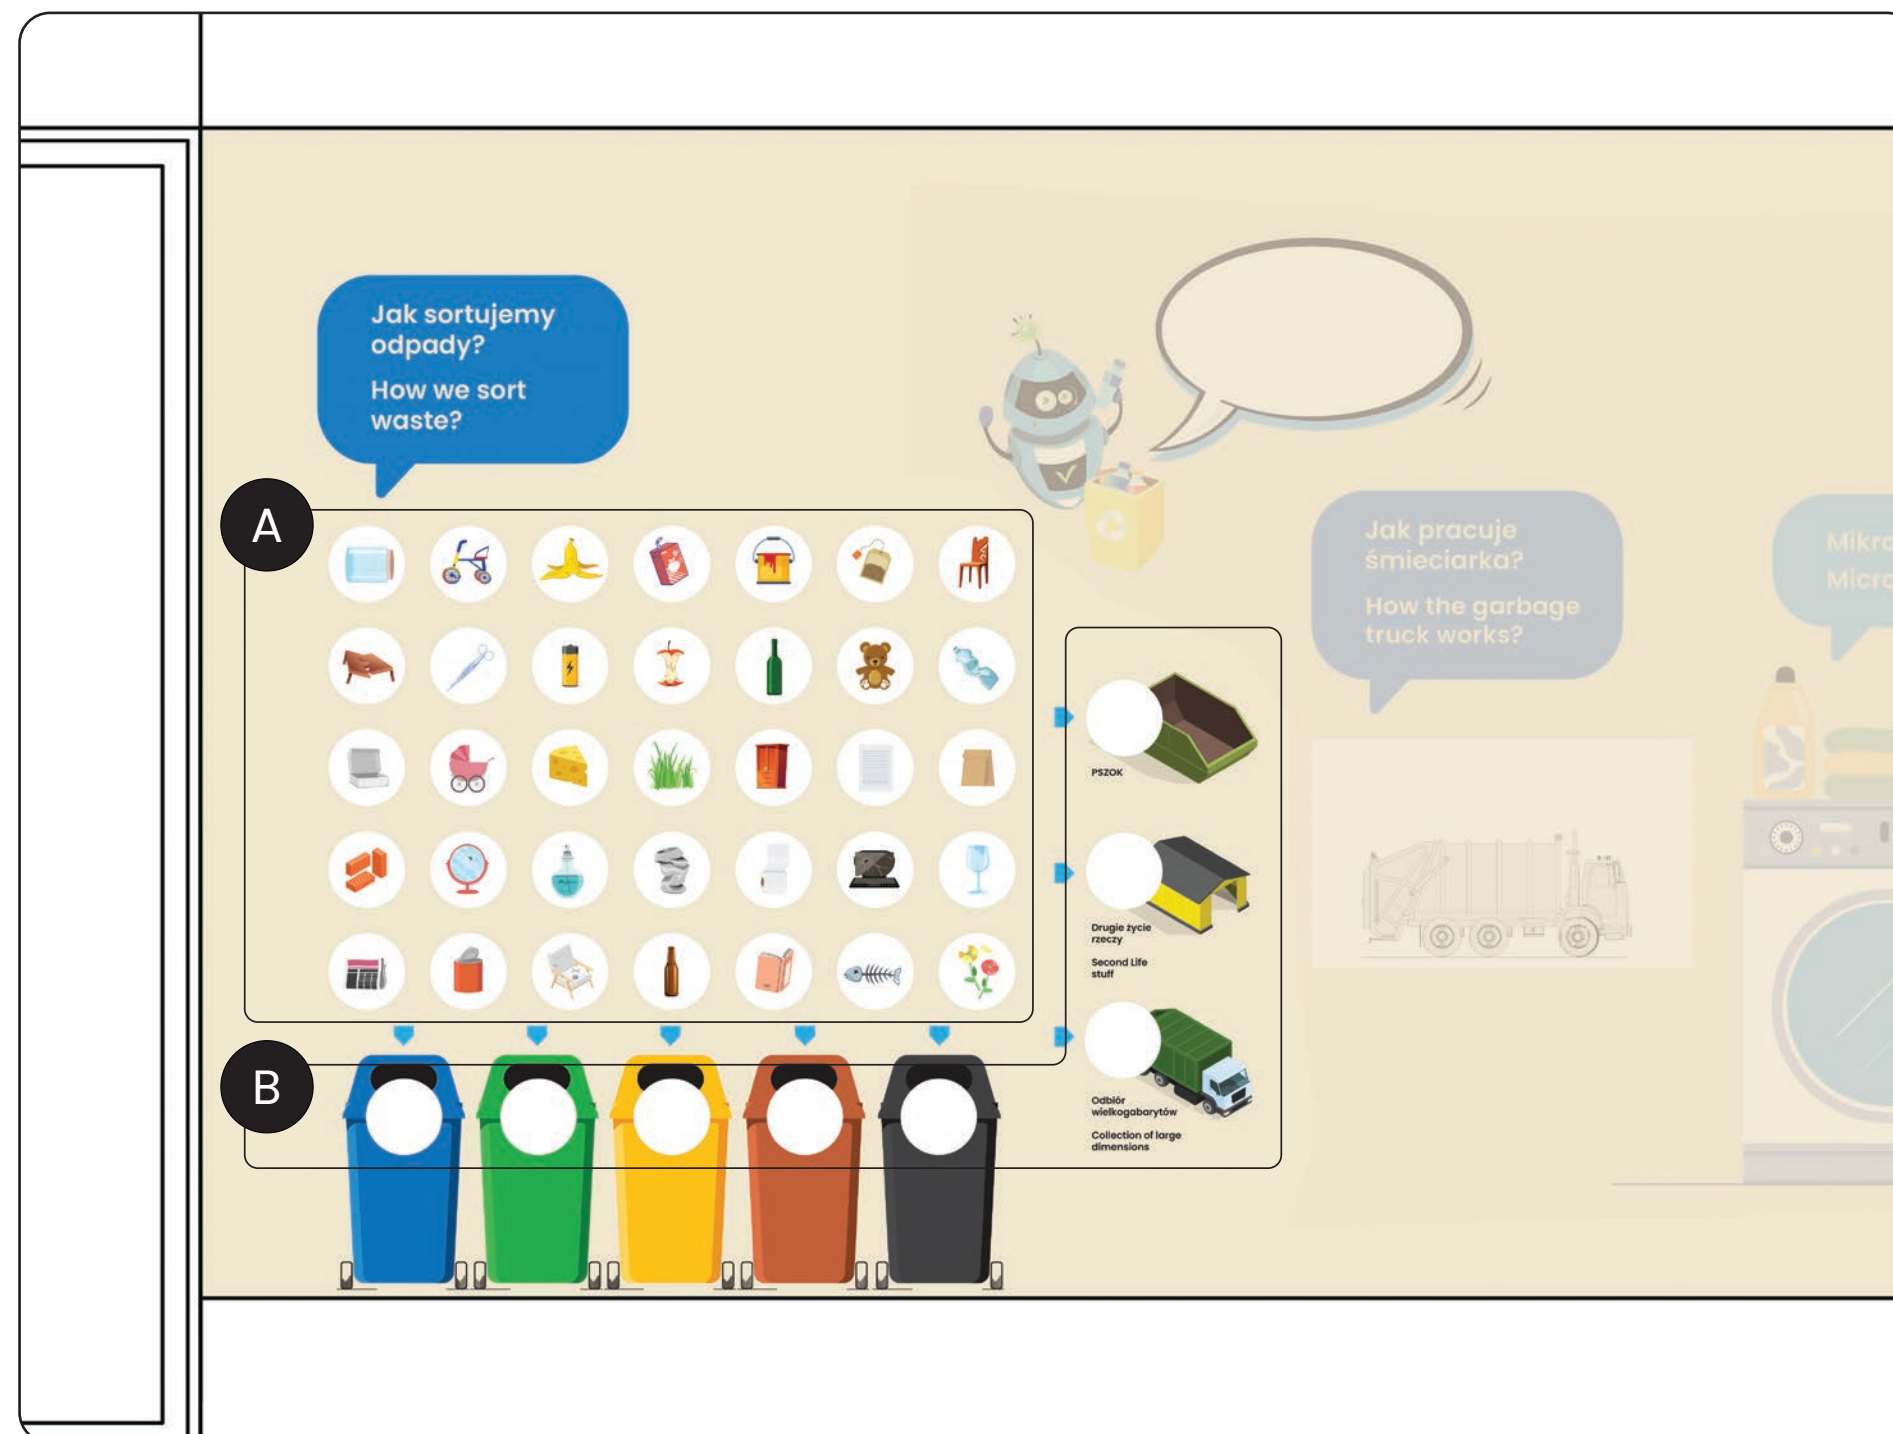 Jak sortujemy
odpady?
How we sort
waste?
A
Jak pracuje
śmieciarka?
How the garbage
truck works?
PSZOK
Drugie życie
rzeczy
Second Life
stuff
B
Odbiór
wielkogabarytów
Collection of large
dimensions